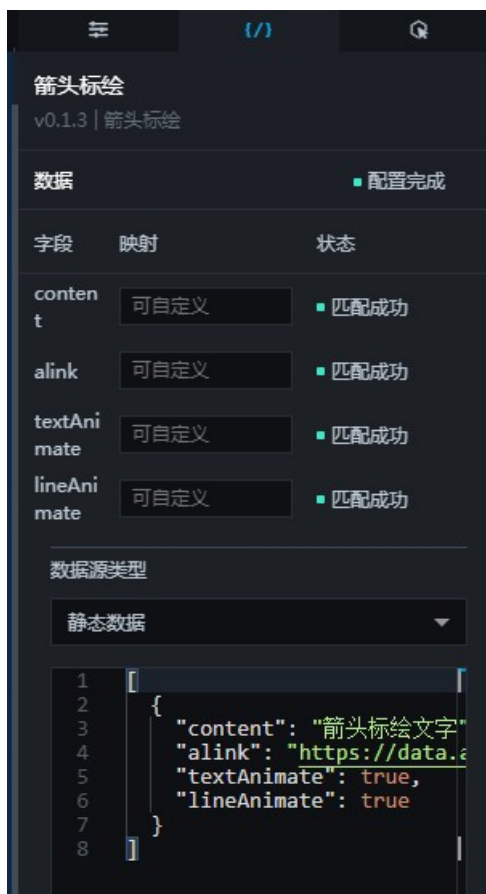 {/}
箭头标绘
v0.1.3 | 箭头标绘
数据 配置完成
字段 映射 状态
conten
t 可自定义 匹配成功
alink 可自定义 匹配成功
textAni
mate 可自定义 匹配成功
lineAni
mate 可自定义 匹配成功
数据源类型
静态数据
1 [
2 {
3 "content": "箭头标绘文字"
4 "alink": "https://data.a
5 "textAnimate": true,
6 "lineAnimate": true
7 }
8 ]